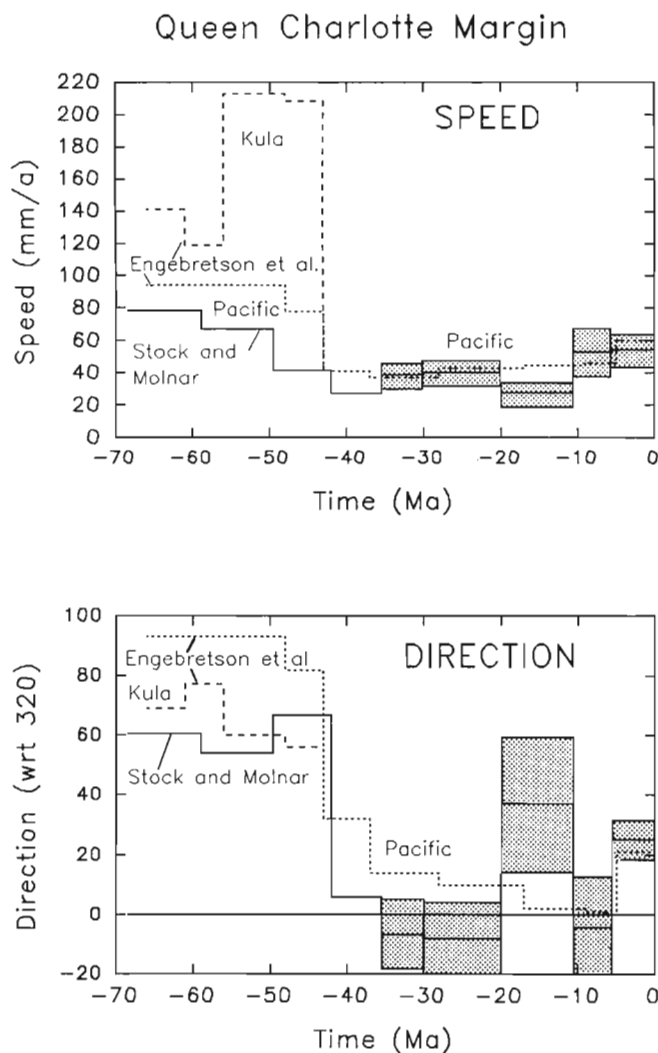 Queen Charlotte Margin
220
200
180
160
140
120
100
80
60
40
20
0
Speed (mm/a)
SPEED
Kula
Engebretson et al.
Pacific
Stock and Molnar
Pacific
-70 -60 -50 -40 -30 -20 -10 0
Time (Ma)
100
80
60
40
20
0
-20
Direction (wrt 320)
DIRECTION
Engebretson et al
Kula
Stock and Molnar
Pacific
-70 -60 -50 -40 -30 -20 -10 0
Time (Ma)